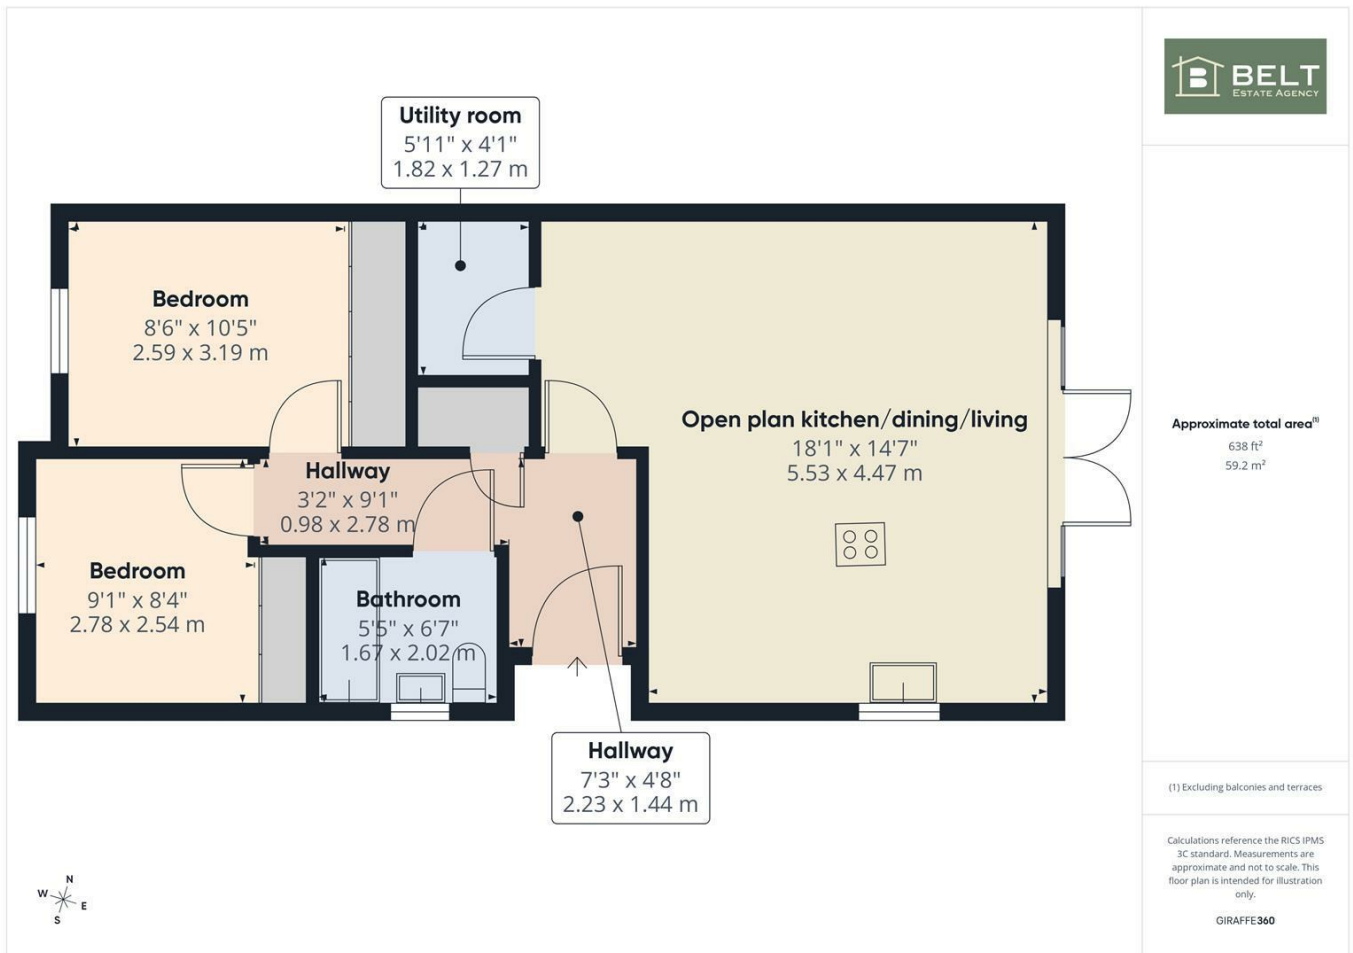 BELT
ESTATE AGENCY
Utility room
5'11" x 4'1"
1.82 x 1.27 m
Bedroom
8'6" x 10'5"
2.59 x 3.19 m
Open plan kitchen/dining/living
18'1" x 14'7"
5.53 x 4.47 m
Hallway
3'2" x 9'1"
0.98 x 2.78 m
Bedroom
9'1" x 8'4"
2.78 x 2.54 m
Bathroom
5'5" x 6'7"
1.67 x 2.02 m
Hallway
7'3" x 4'8"
2.23 x 1.44 m
N
W
E
S
Approximate total area⁽¹⁾
638 ft²
59.2 m²
(1) Excluding balconies and terraces
Calculations reference the RICS IPMS
3C standard. Measurements are
approximate and not to scale. This
floor plan is intended for illustration
only.
GIRAFFE360